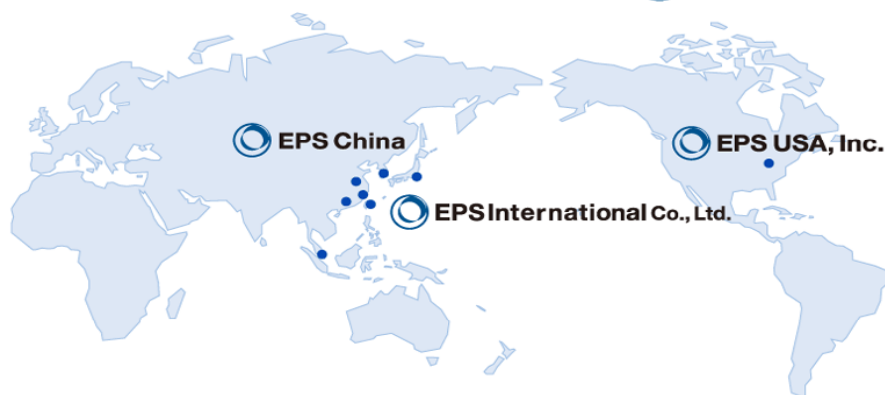 EPS China
EPS USA, Inc.
EPS International Co., Ltd.